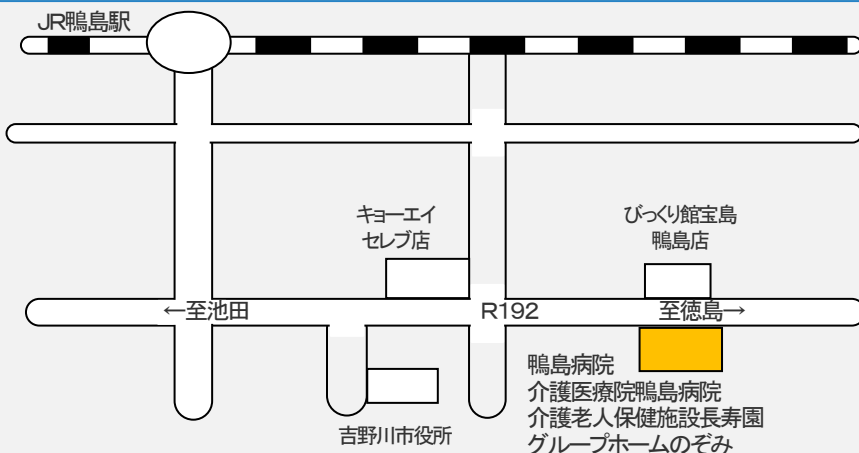 JR鴨島駅
キョーエイ
セレブ店
びっくり館宝島
鴨島店
←至池田
R192
至徳島→
鴨島病院
介護医療院鴨島病院
介護老人保健施設長寿園
グループホームのぞみ
吉野川市役所